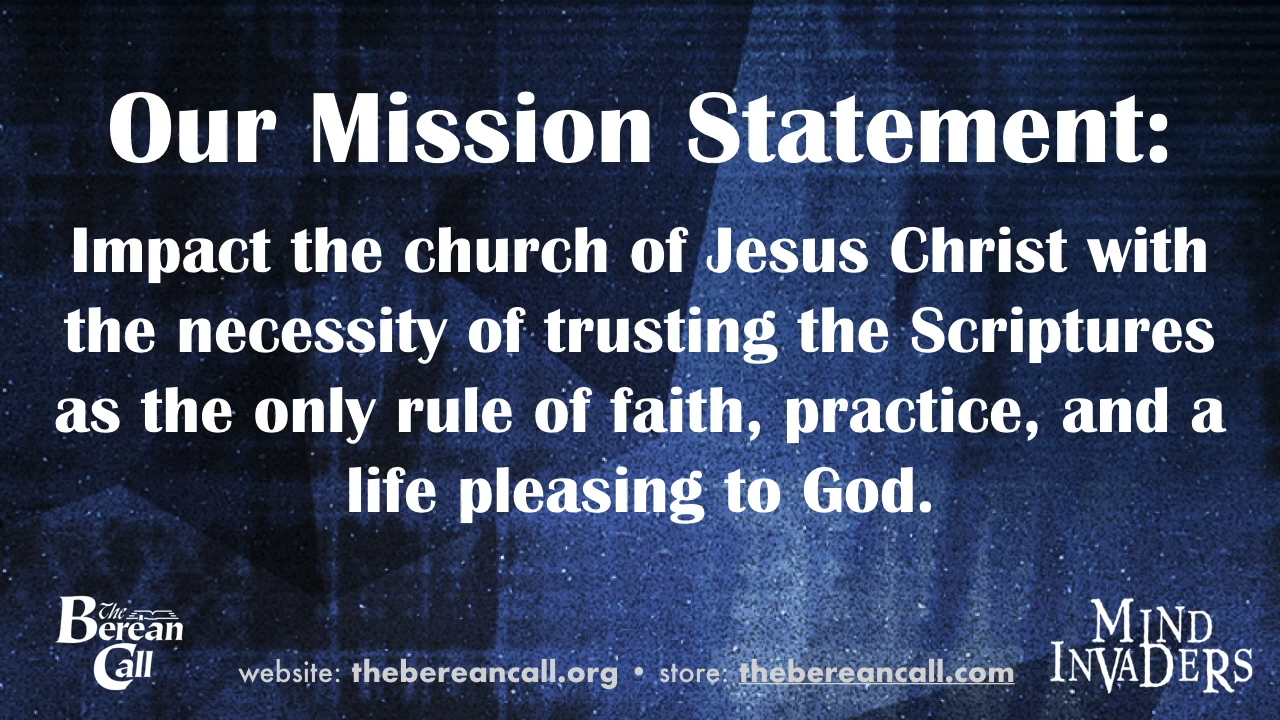 Our Mission Statement:
Impact the church of Jesus Christ with
the necessity of trusting the Scriptures
as the only rule of faith, practice, and a
life pleasing to God.
The
Berean
Call
website: thebereancall.org • store: thebereancall.com
MIND
INVADERS